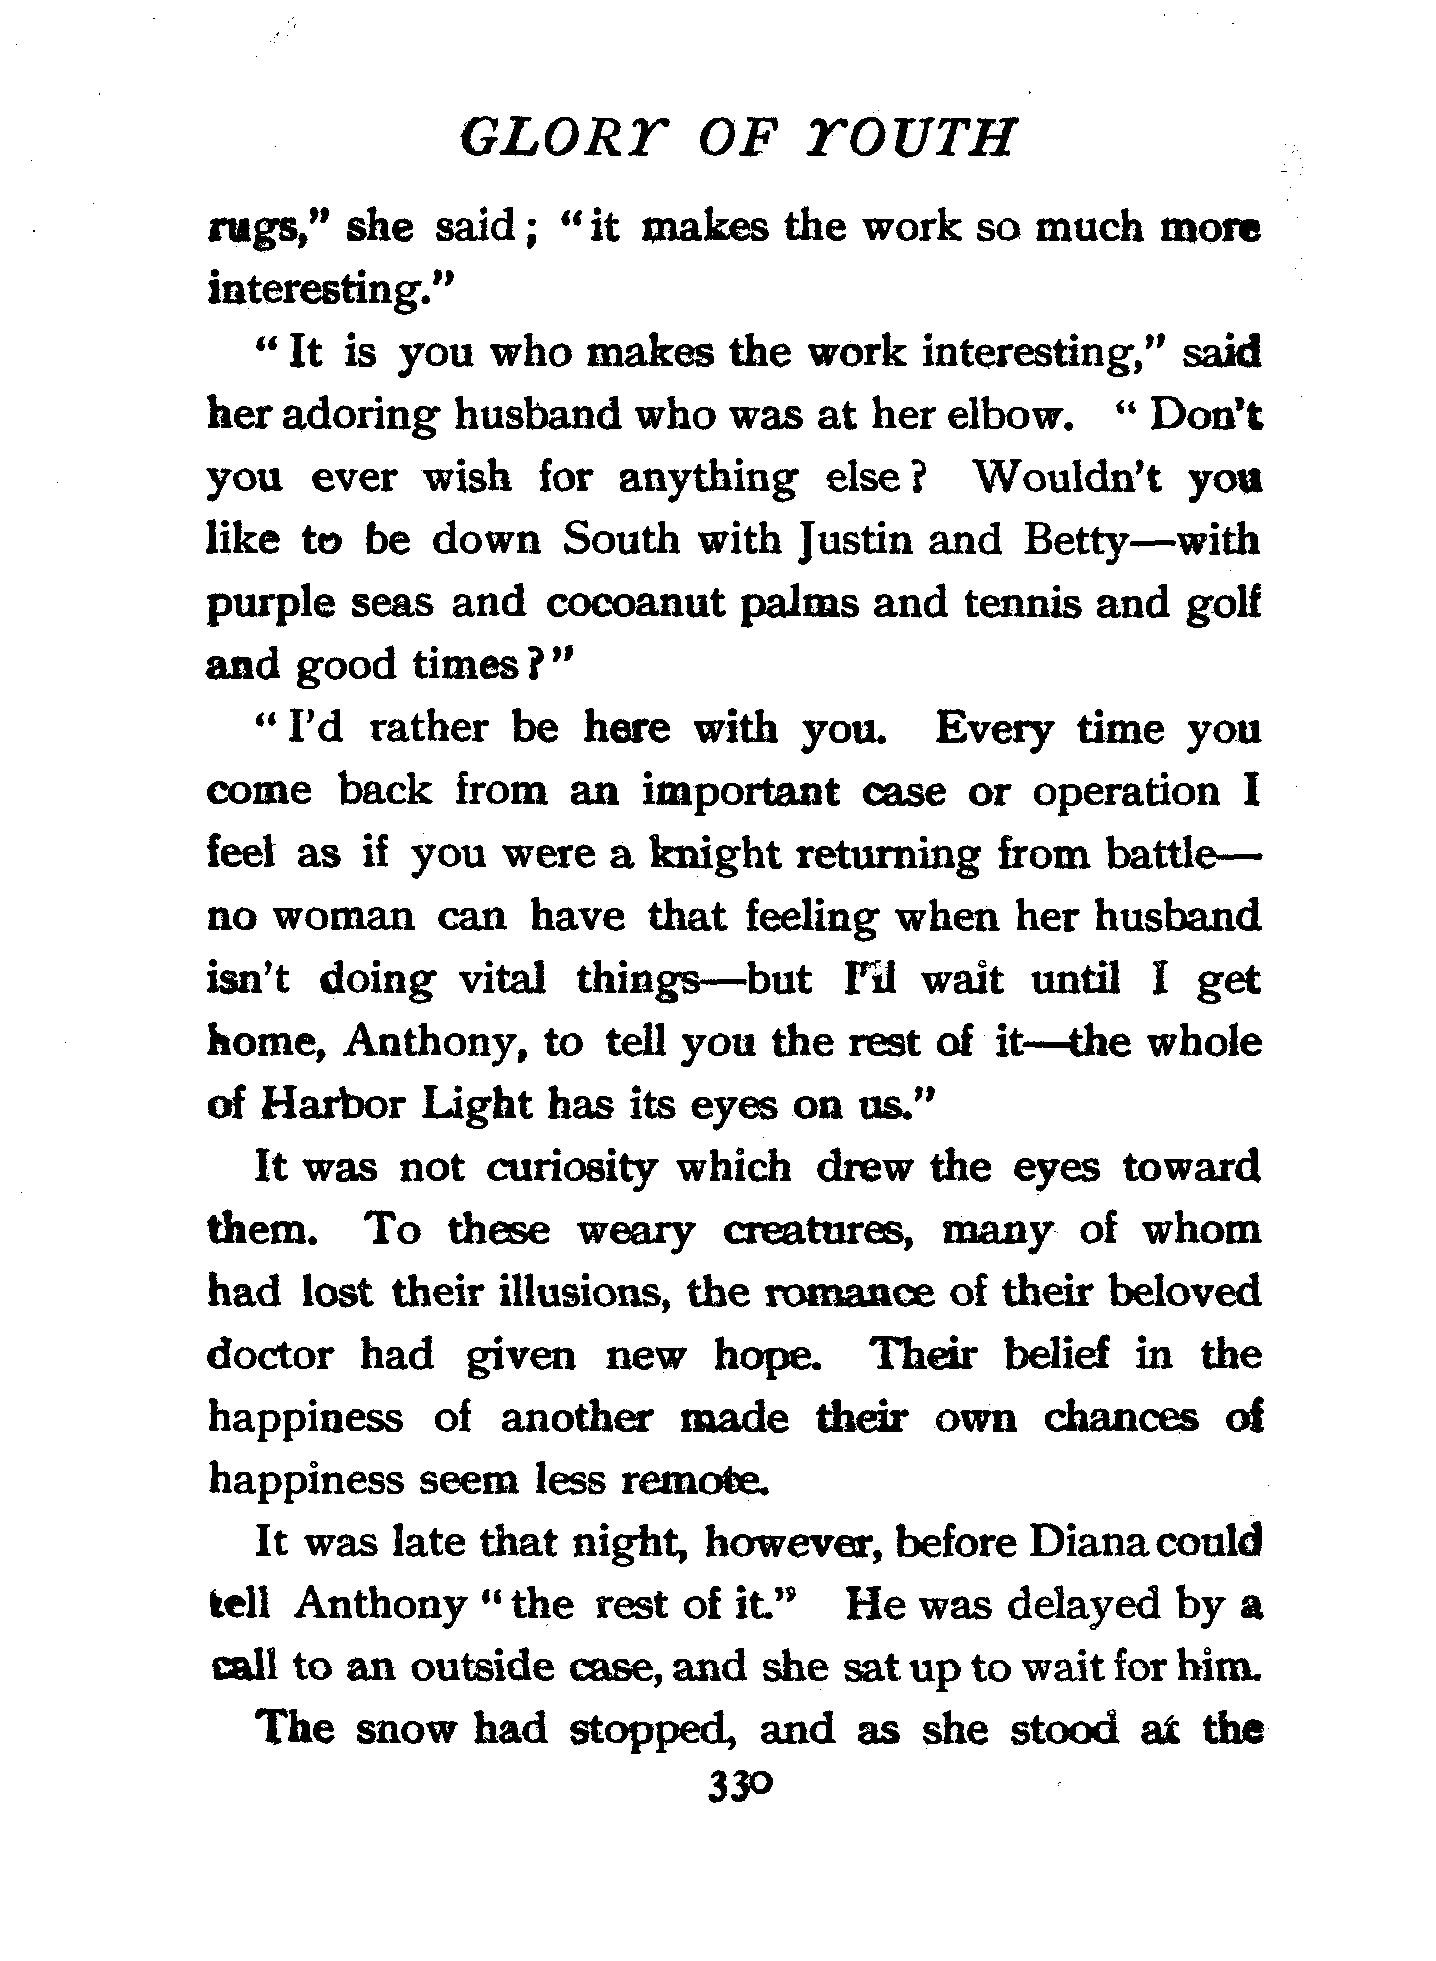 GLORY OF YOUTH
rugs," she said; "it makes the work so much more
interesting."
"It is you who makes the work interesting," said
her adoring husband who was at her elbow. "Don't
you ever wish for anything else? Wouldn't you
like to be down South with Justin and Betty—with
purple seas and cocoanut palms and tennis and golf
and good times?"
"I'd rather be here with you. Every time you
come back from an important case or operation I
feel as if you were a knight returning from battle—
no woman can have that feeling when her husband
isn't doing vital things—but I'll wait until I get
home, Anthony, to tell you the rest of it—the whole
of Harbor Light has its eyes on us."
It was not curiosity which drew the eyes toward
them. To these weary creatures, many of whom
had lost their illusions, the romance of their beloved
doctor had given new hope. Their belief in the
happiness of another made their own chances of
happiness seem less remote.
It was late that night, however, before Diana could
tell Anthony "the rest of it." He was delayed by a
call to an outside case, and she sat up to wait for him.
The snow had stopped, and as she stood at the
330